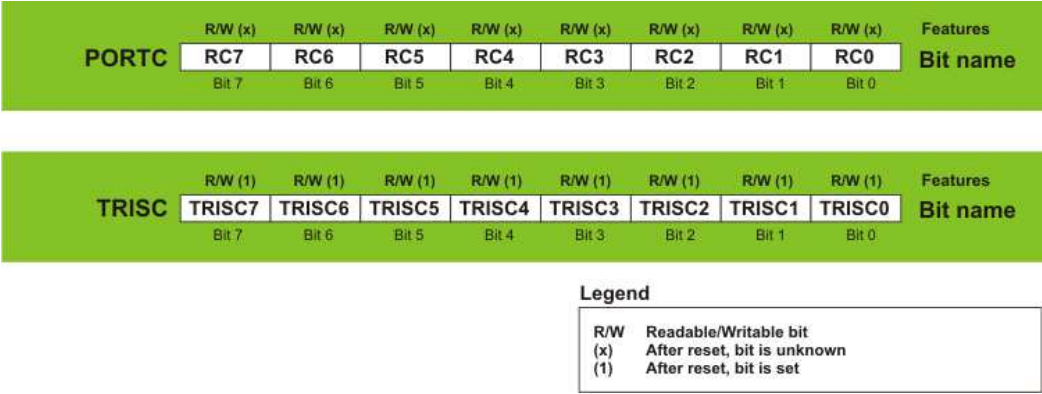 R/W (x) R/W (x) R/W (x) R/W (x) R/W (x) R/W (x) R/W (x) R/W (x) Features
PORTC RC7 RC6 RC5 RC4 RC3 RC2 RC1 RC0 Bit name
Bit 7 Bit 6 Bit 5 Bit 4 Bit 3 Bit 2 Bit 1 Bit 0
R/W (1) R/W (1) R/W (1) R/W (1) R/W (1) R/W (1) R/W (1) R/W (1) Features
TRISC TRISC7 TRISC6 TRISC5 TRISC4 TRISC3 TRISC2 TRISC1 TRISC0 Bit name
Bit 7 Bit 6 Bit 5 Bit 4 Bit 3 Bit 2 Bit 1 Bit 0
Legend
R/W Readable/Writable bit
(x) After reset, bit is unknown
(1) After reset, bit is set